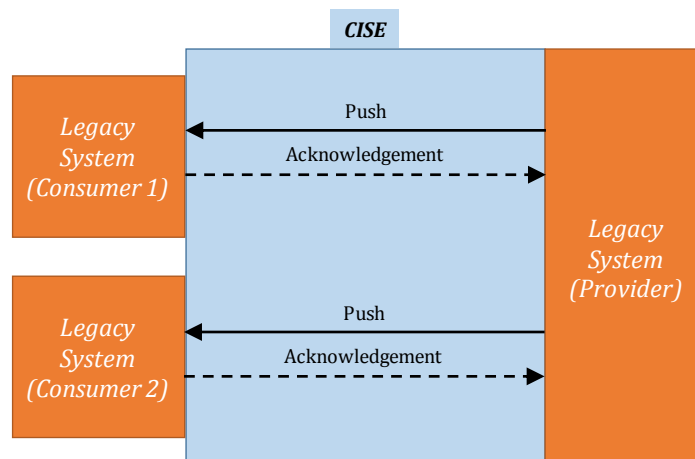 CISE
Legacy
System
(Consumer 1)
Push
Acknowledgement
Legacy
System
(Provider)
Legacy
System
(Consumer 2)
Push
Acknowledgement